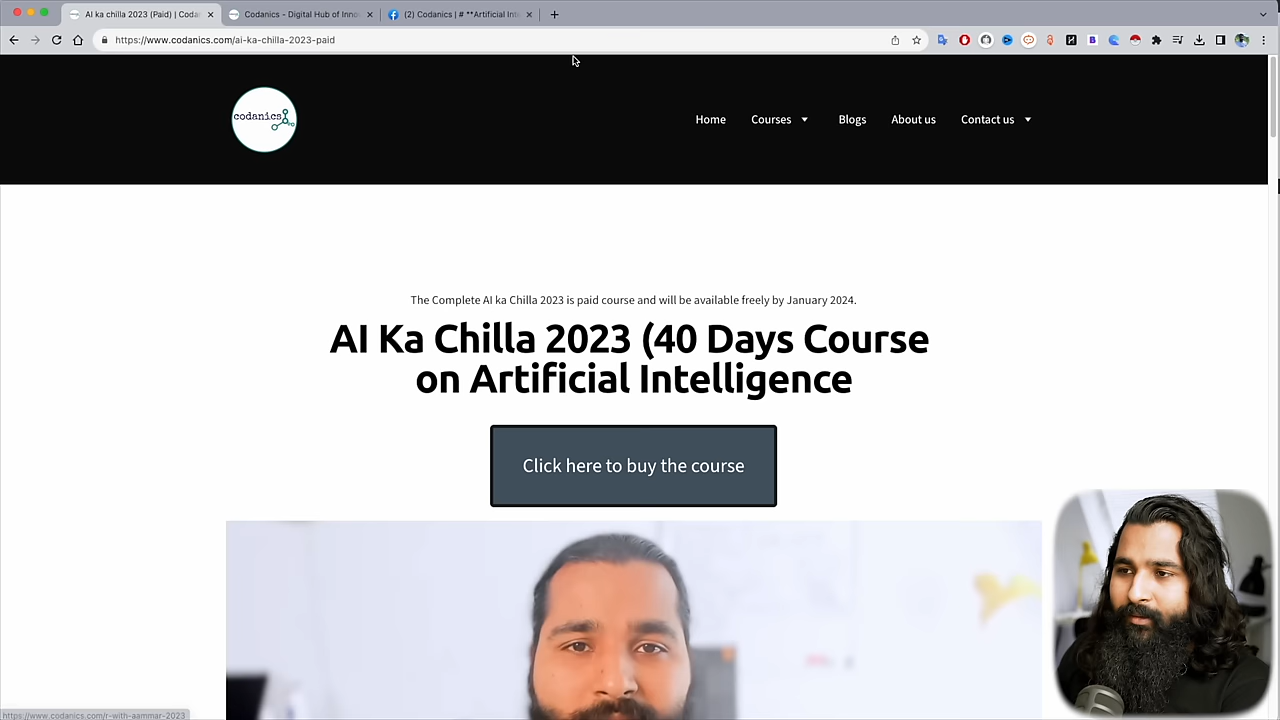 AI ka chilla 2023 (Paid) | Coda
Codanics - Digital Hub of Inno
(2) Codanics | # **Artificial Int
https://www.codanics.com/ai-ka-chilla-2023-paid
codanics
Home
Courses
Blogs
About us
Contact us
The Complete AI ka Chilla 2023 is paid course and will be available freely by January 2024.
AI Ka Chilla 2023 (40 Days Course
on Artificial Intelligence
Click here to buy the course
https://www.codanics.com/r-with-aammar-2023